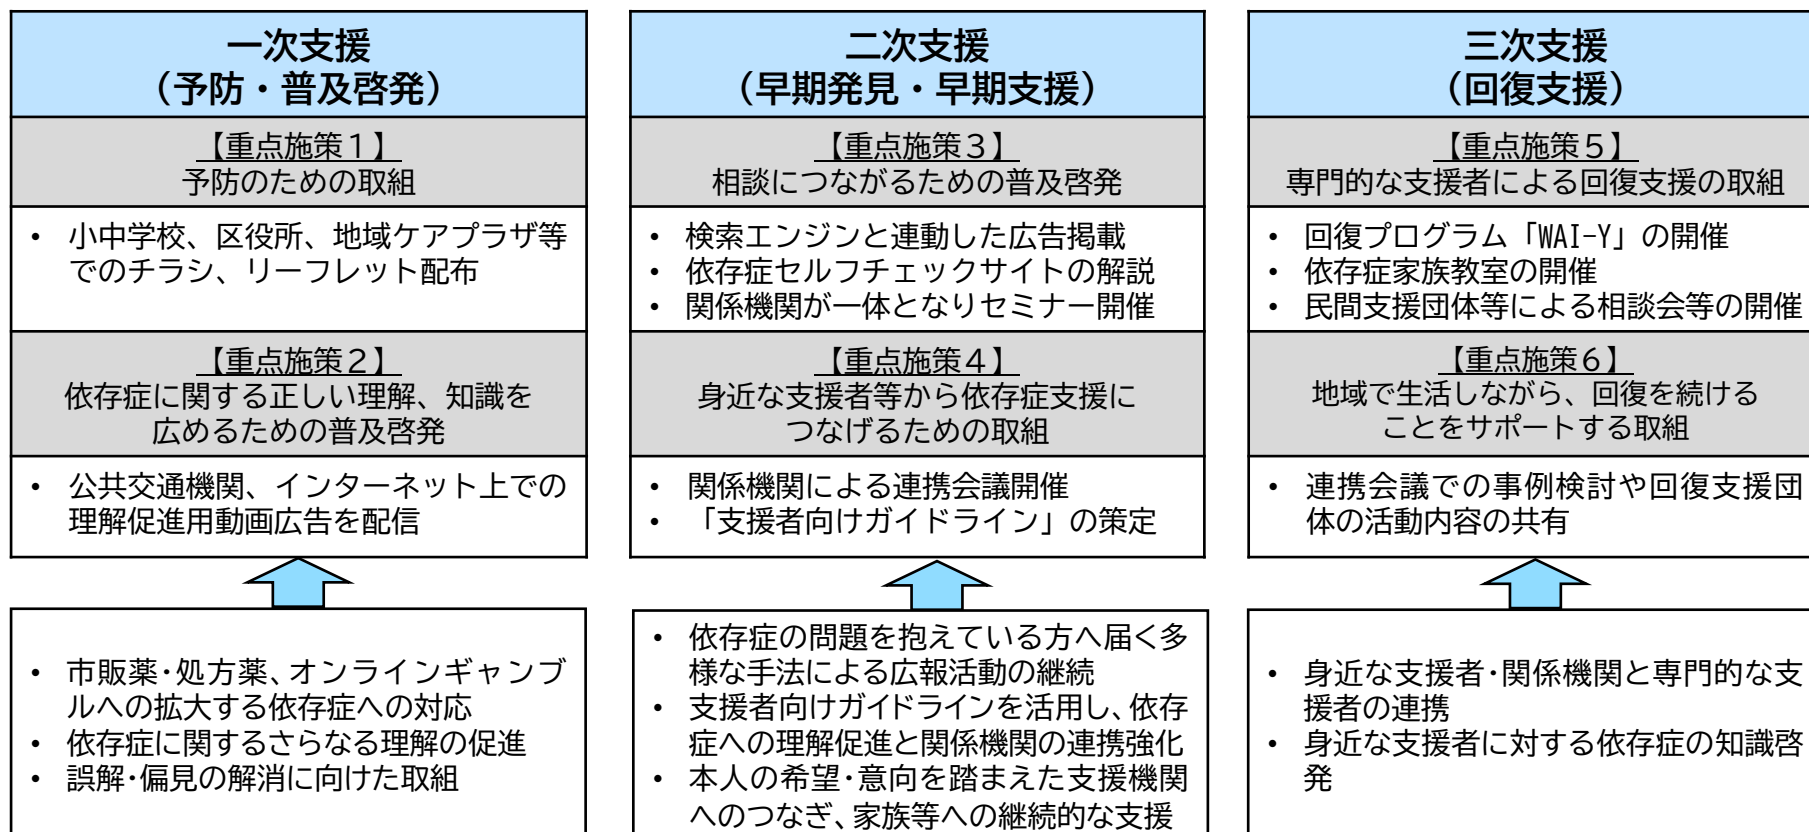 一次支援
（予防・普及啓発）
【重点施策１】
予防のための取組
• 小中学校、区役所、地域ケアプラザ等
でのチラシ、リーフレット配布
【重点施策２】
依存症に関する正しい理解、知識を
広めるための普及啓発
• 公共交通機関、インターネット上での
理解促進用動画広告を配信
• 市販薬・処方薬、オンラインギャンブ
ルへの拡大する依存症への対応
• 依存症に関するさらなる理解の促進
• 誤解・偏見の解消に向けた取組
二次支援
（早期発見・早期支援）
【重点施策３】
相談につながるための普及啓発
• 検索エンジンと連動した広告掲載
• 依存症セルフチェックサイトの解説
• 関係機関が一体となりセミナー開催
【重点施策４】
身近な支援者等から依存症支援に
つなげるための取組
• 関係機関による連携会議開催
• 「支援者向けガイドライン」の策定
• 依存症の問題を抱えている方へ届く多
様な手法による広報活動の継続
• 支援者向けガイドラインを活用し、依存
症への理解促進と関係機関の連携強化
• 本人の希望・意向を踏まえた支援機関
へのつなぎ、家族等への継続的な支援
三次支援
（回復支援）
【重点施策５】
専門的な支援者による回復支援の取組
• 回復プログラム「WAI-Y」の開催
• 依存症家族教室の開催
• 民間支援団体等による相談会等の開催
【重点施策６】
地域で生活しながら、回復を続ける
ことをサポートする取組
• 連携会議での事例検討や回復支援団
体の活動内容の共有
• 身近な支援者・関係機関と専門的な支
援者の連携
• 身近な支援者に対する依存症の知識啓
発